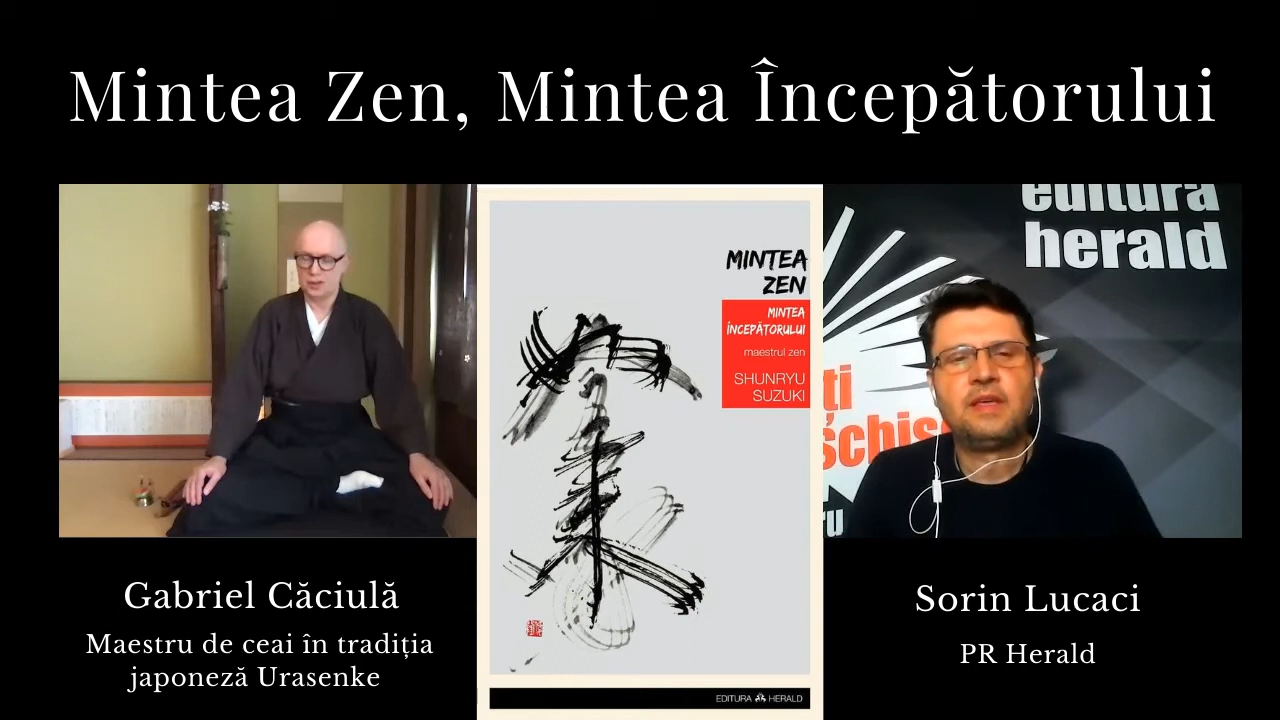 Mintea Zen, Mintea Începătorului
MINTEA
ZEN
MINTEA
ÎNCEPĂTORULUI
maestrul zen
SHUNRYU
SUZUKI
EDITURA HERALD
editura
herald
Gabriel Căciulă
Maestru de ceai în tradiția
japoneză Urasenke
Sorin Lucaci
PR Herald